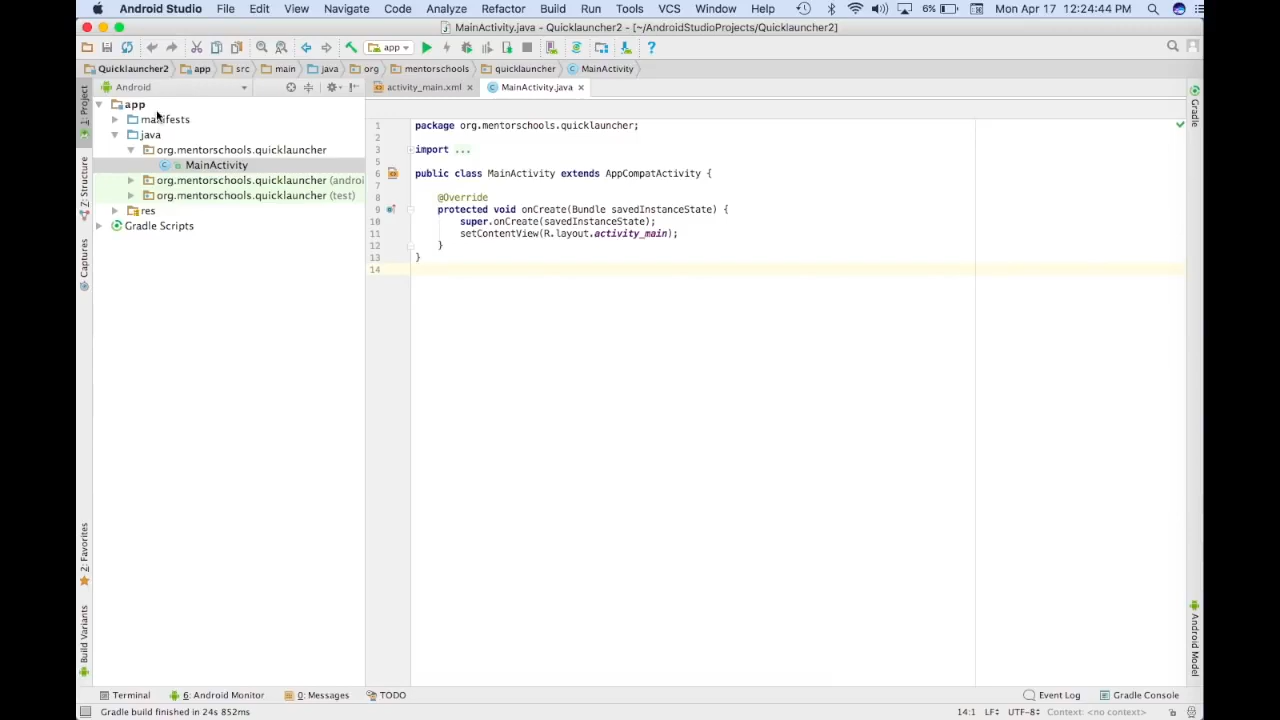 Android Studio File Edit View Navigate Code Analyze Refactor Build Run Tools VCS Window Help 6% Mon Apr 17 12:24:44 PM
MainActivity.java - Quicklauncher2 - [~/AndroidStudioProjects/Quicklauncher2]
app
Quicklauncher2 app src main java org mentorschools quicklauncher MainActivity
Android
activity_main.xml MainActivity.java
1: Project
Z: Structure
Captures
2: Favorites
Build Variants
app
manifests
java
org.mentorschools.quicklauncher
MainActivity
org.mentorschools.quicklauncher (androi
org.mentorschools.quicklauncher (test)
res
Gradle Scripts
1 package org.mentorschools.quicklauncher;
2
3 import ...
5
6 public class MainActivity extends AppCompatActivity {
7
8 @Override
9 protected void onCreate(Bundle savedInstanceState) {
10 super.onCreate(savedInstanceState);
11 setContentView(R.layout.activity_main);
12 }
13 }
14
Gradle
Android Model
Terminal 6: Android Monitor 0: Messages TODO Event Log Gradle Console
Gradle build finished in 24s 852ms 14:1 LF UTF-8 Context: <no context>